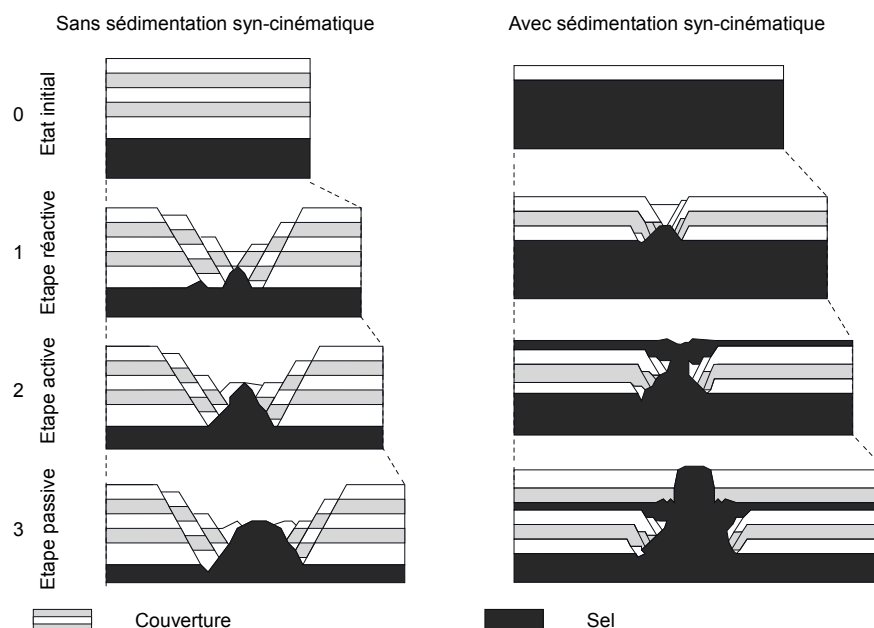 Sans sédimentation syn-cinématique
Avec sédimentation syn-cinématique
0
Etat initial
1
Etape réactive
2
Etape active
3
Etape passive
Couverture
Sel